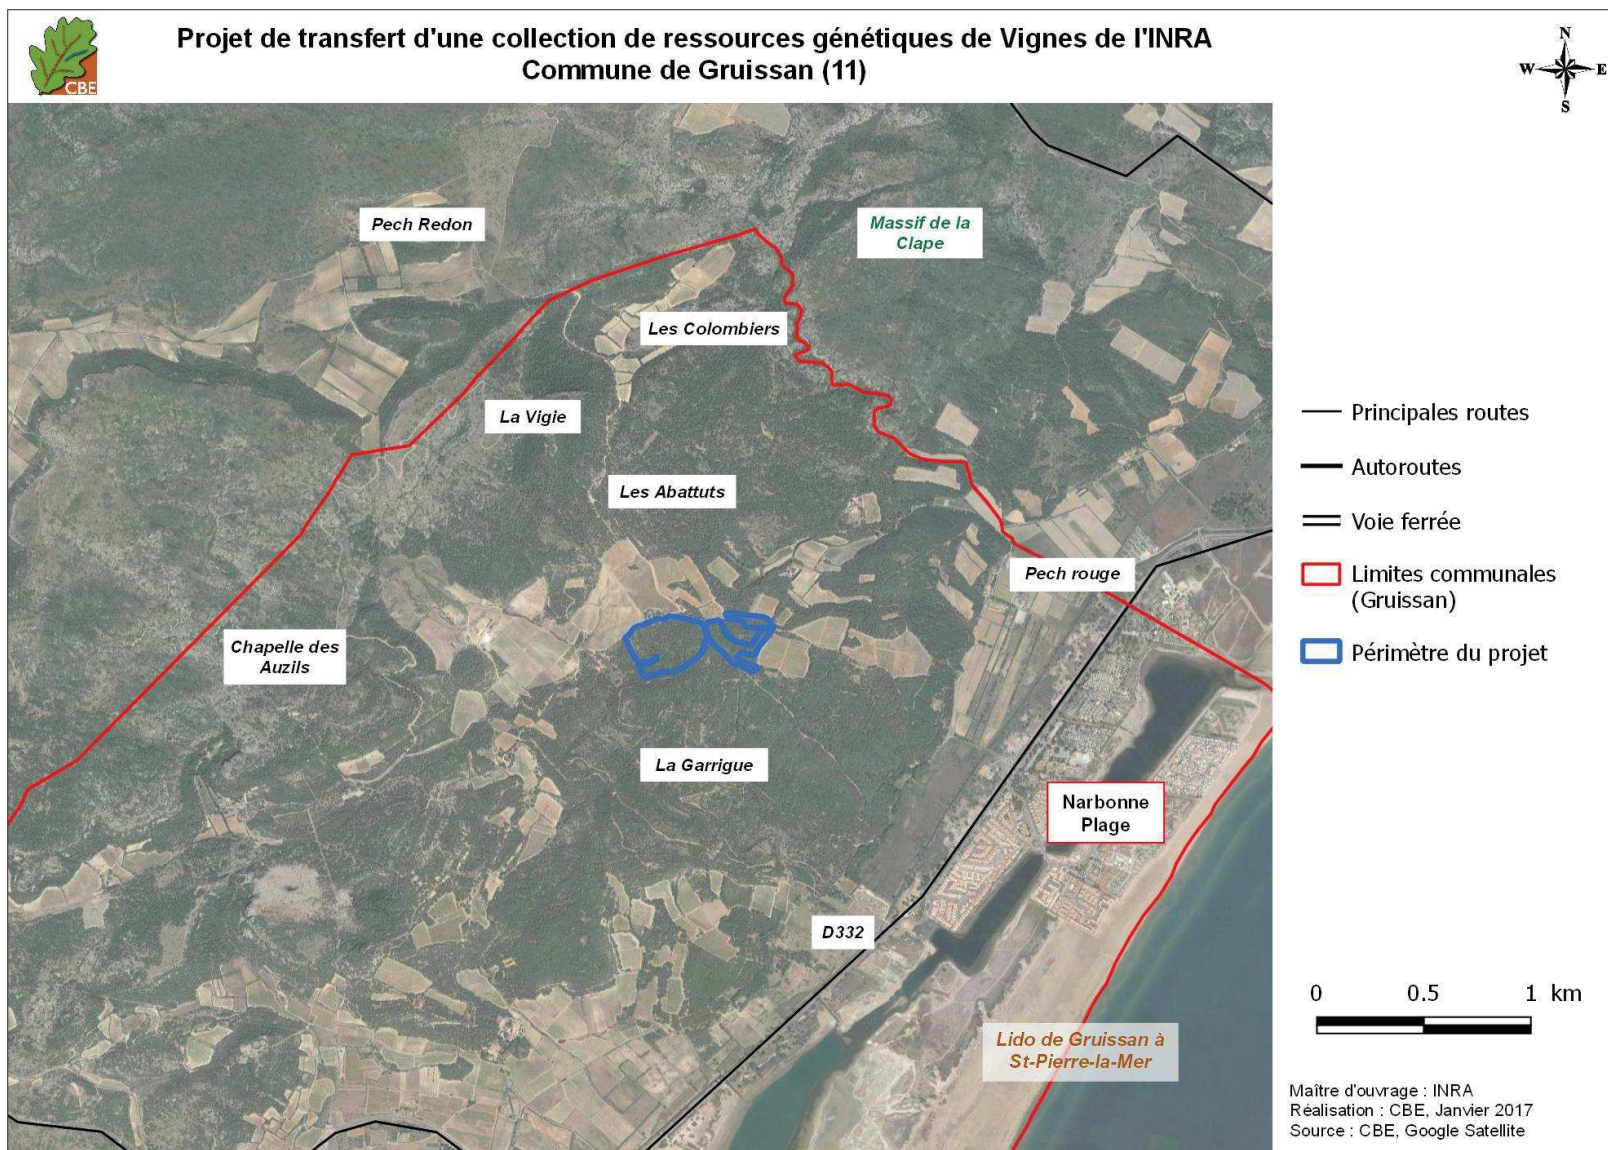 Projet de transfert d'une collection de ressources génétiques de Vignes de l'INRA
Commune de Gruissan (11)
CBE
N
W
E
S
Pech Redon
Massif de la
Clape
Les Colombiers
La Vigie
Les Abattuts
Pech rouge
Chapelle des
Auzils
La Garrigue
Narbonne
Plage
D332
Lido de Gruissan à
St-Pierre-la-Mer
Principales routes
Autoroutes
Voie ferrée
Limites communales
(Gruissan)
Périmètre du projet
0 0.5 1 km
Maître d'ouvrage : INRA
Réalisation : CBE, Janvier 2017
Source : CBE, Google Satellite